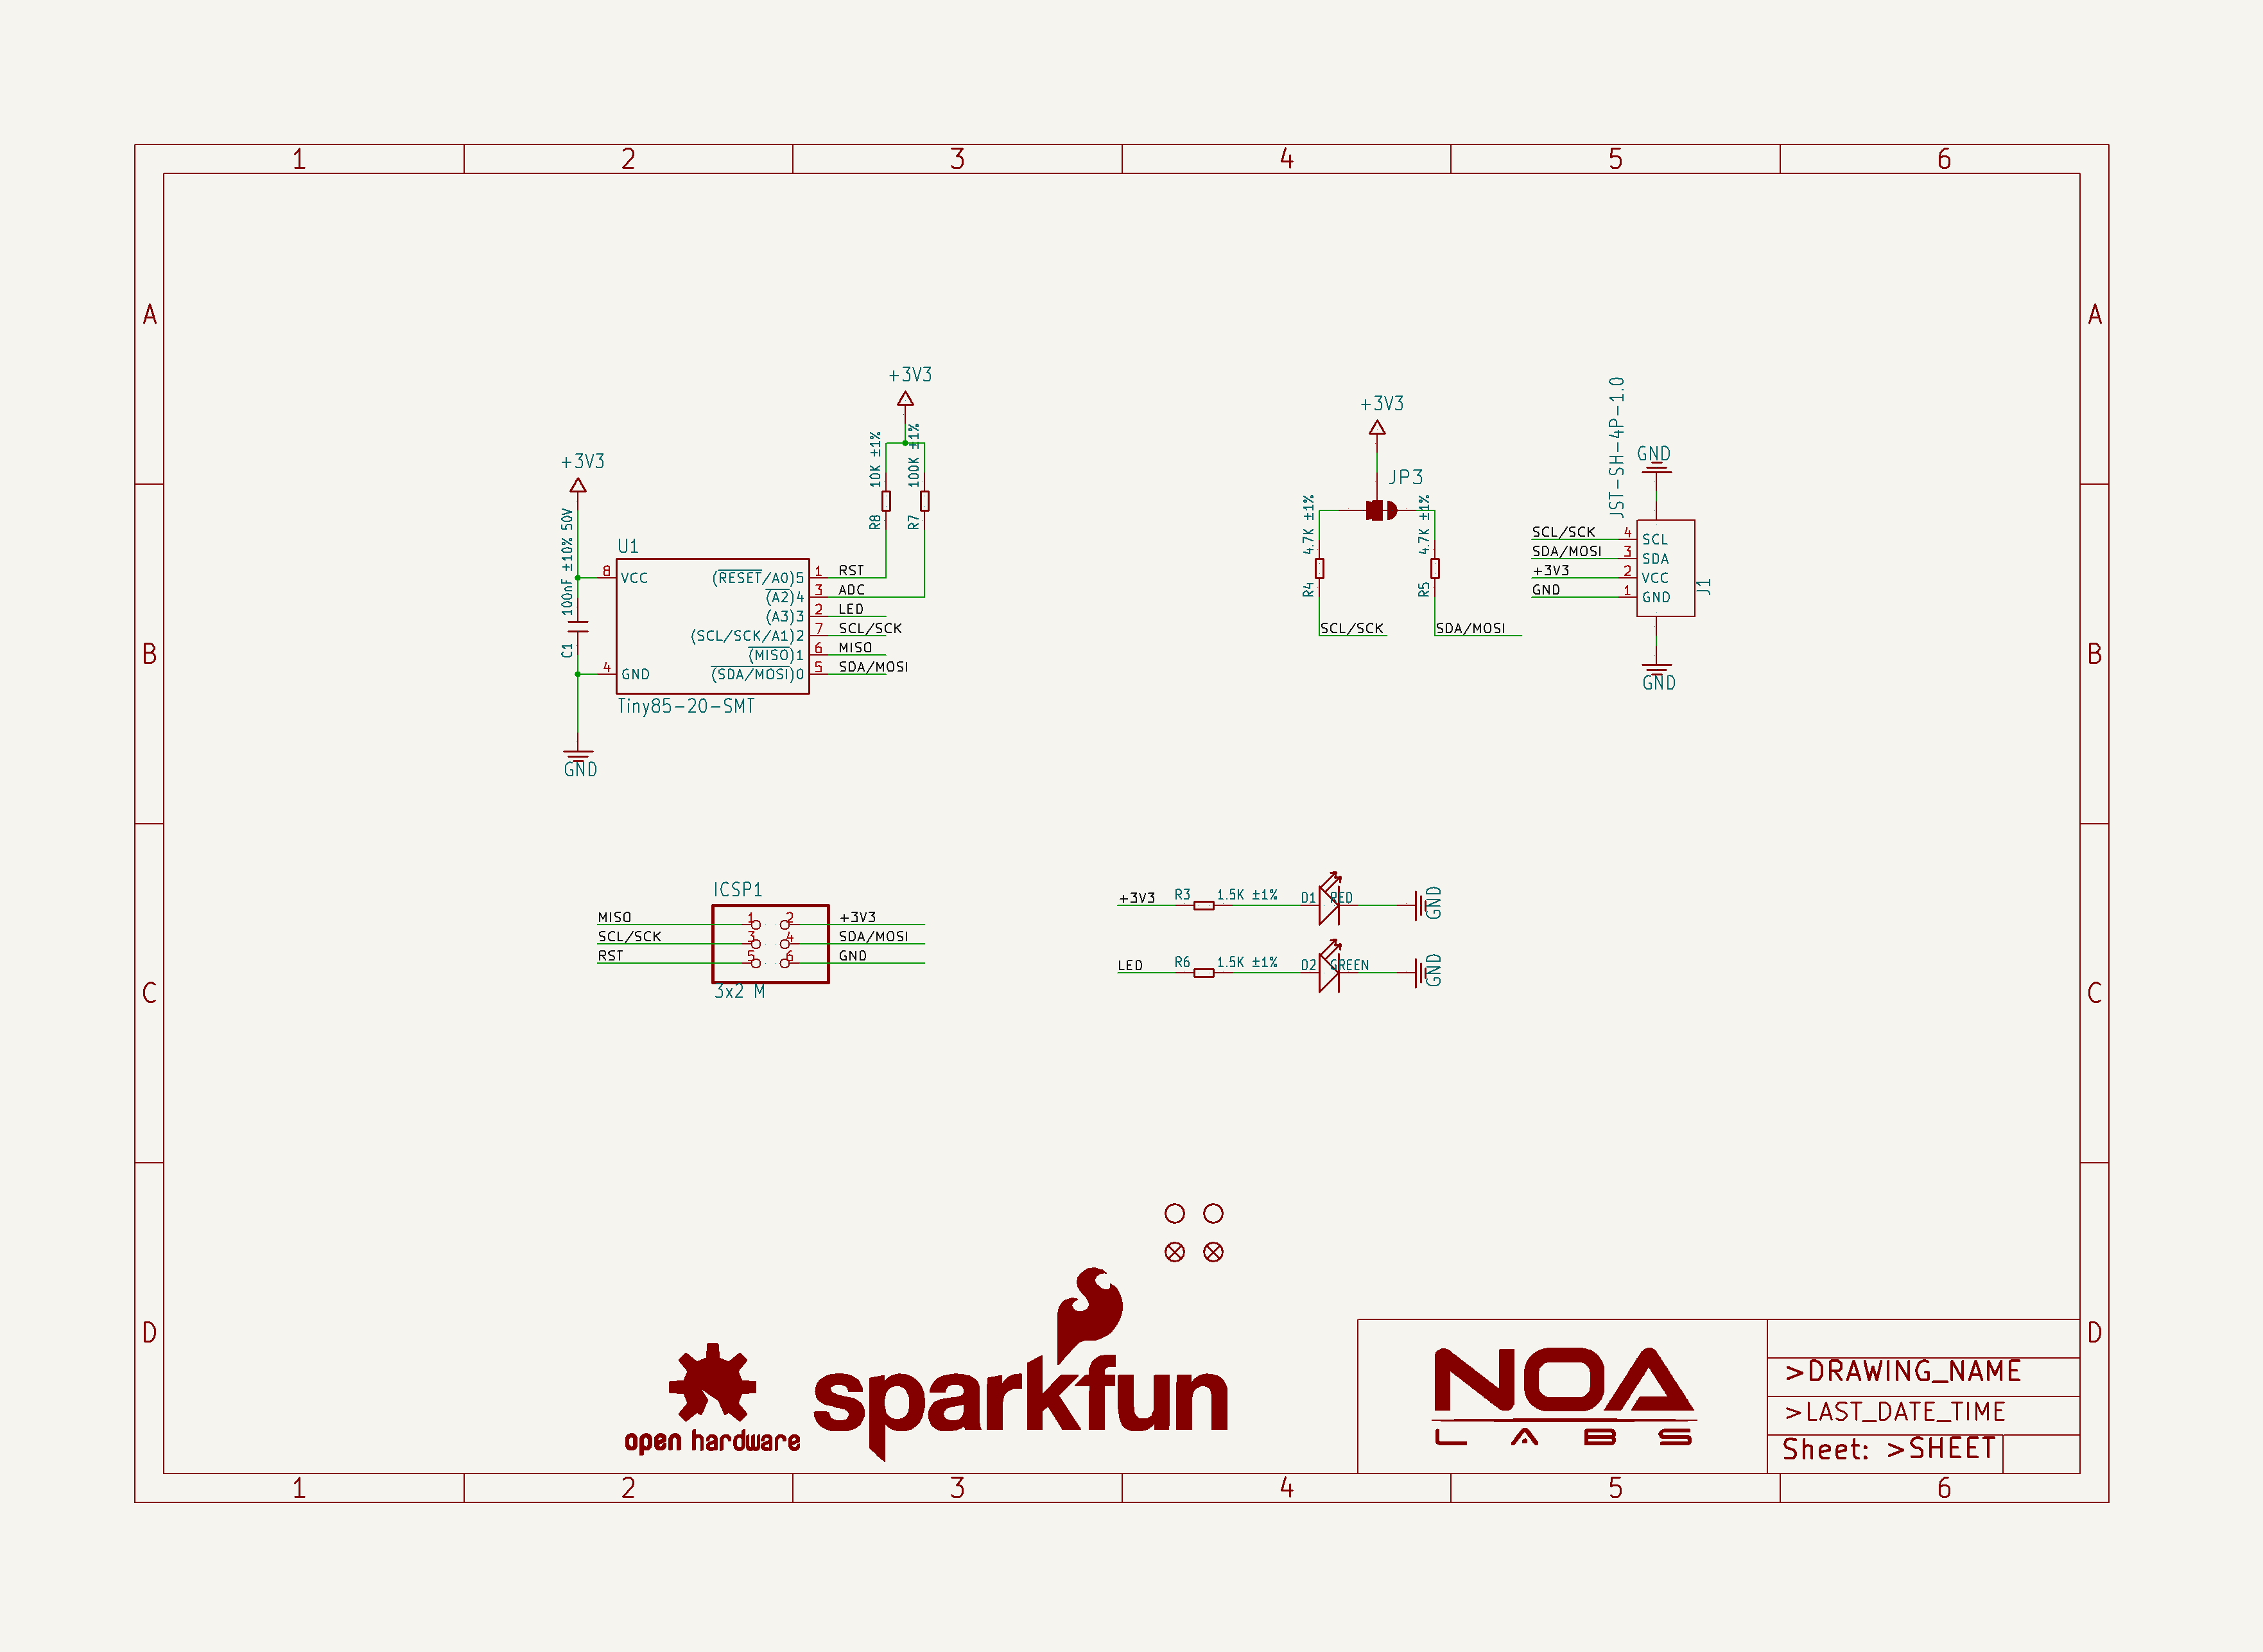 1 2 3 4 5 6
A A
B B
C C
D D
+3V3
100nF ±10% 50V
C1
GND
U1
8 VCC
4 GND
(RESET/A0)5 1 RST
(A2)4 3 ADC
(A3)3 2 LED
(SCL/SCK/A1)2 7 SCL/SCK
(MISO)1 6 MISO
(SDA/MOSI)0 5 SDA/MOSI
Tiny85-20-SMT
+3V3
10K ±1%
R8
100K ±1%
R7
+3V3
JP3
4.7K ±1%
R4
SCL/SCK
4.7K ±1%
R5
SDA/MOSI
JST-SH-4P-1.0
GND
SCL/SCK 4 SCL
SDA/MOSI 3 SDA
+3V3 2 VCC
GND 1 GND
J1
GND
ICSP1
MISO 1 2 +3V3
SCL/SCK 3 4 SDA/MOSI
RST 5 6 GND
3x2 M
+3V3 R3 1.5K ±1% D1 RED GND
LED R6 1.5K ±1% D2 GREEN GND
open hardware
sparkfun
NOA
LABS
>DRAWING_NAME
>LAST_DATE_TIME
Sheet: >SHEET
1 2 3 4 5 6